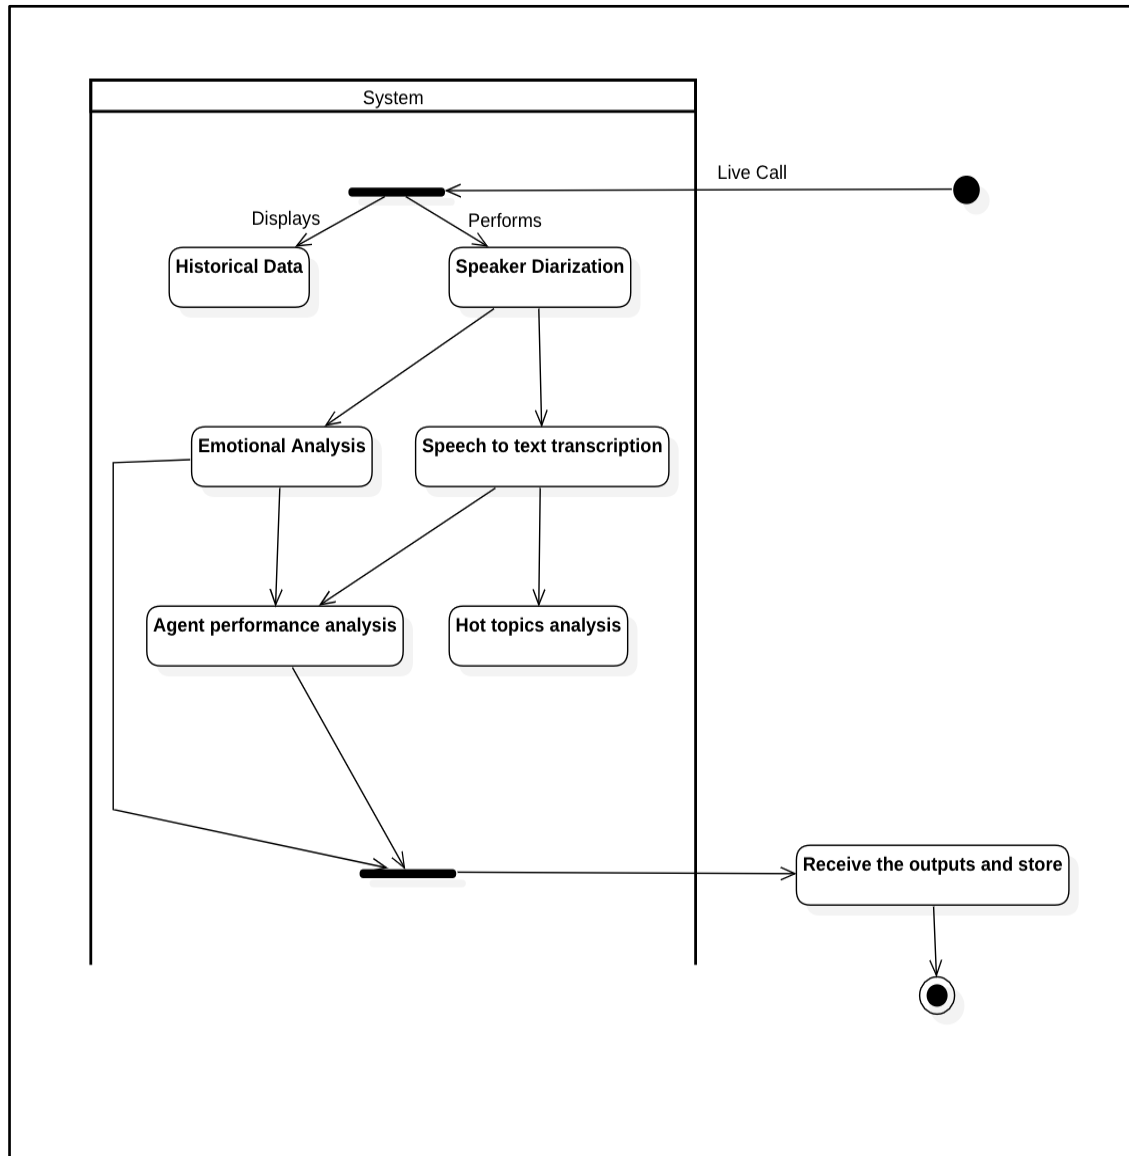 System
Live Call
Displays
Performs
Historical Data
Speaker Diarization
Emotional Analysis
Speech to text transcription
Agent performance analysis
Hot topics analysis
Receive the outputs and store